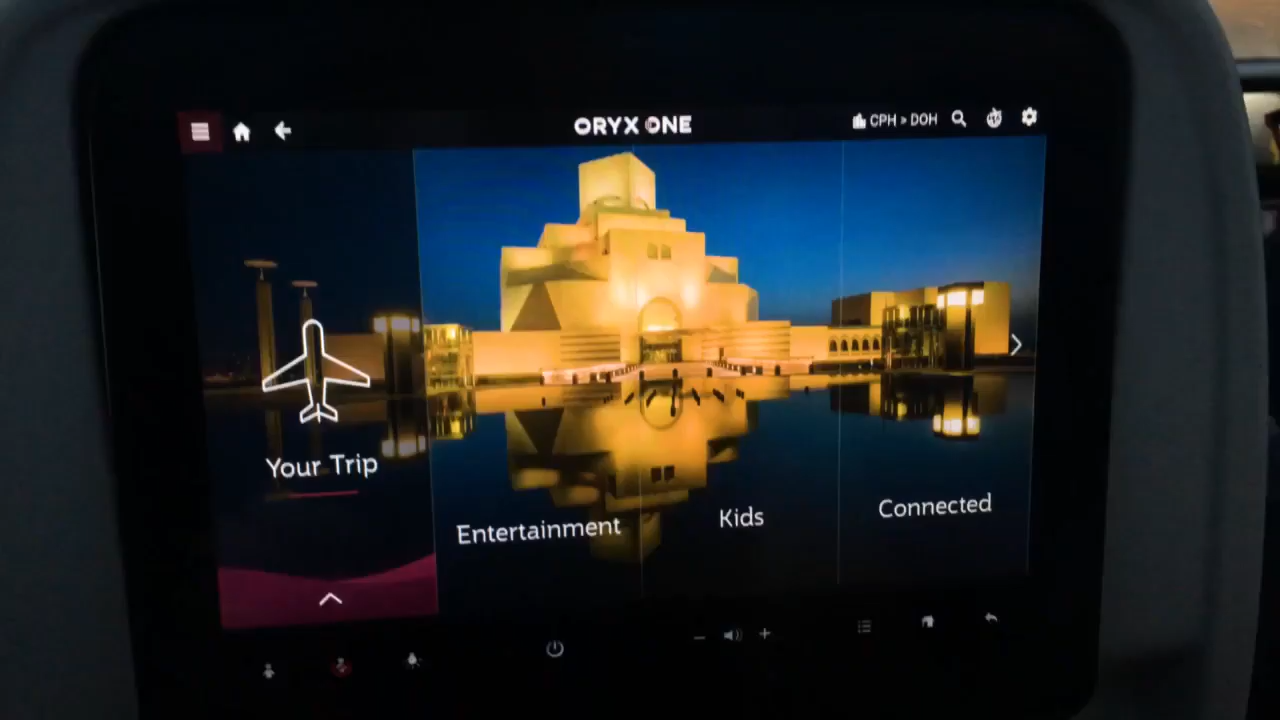 ORYX ONE
CPH » DOH
Your Trip
Entertainment
Kids
Connected